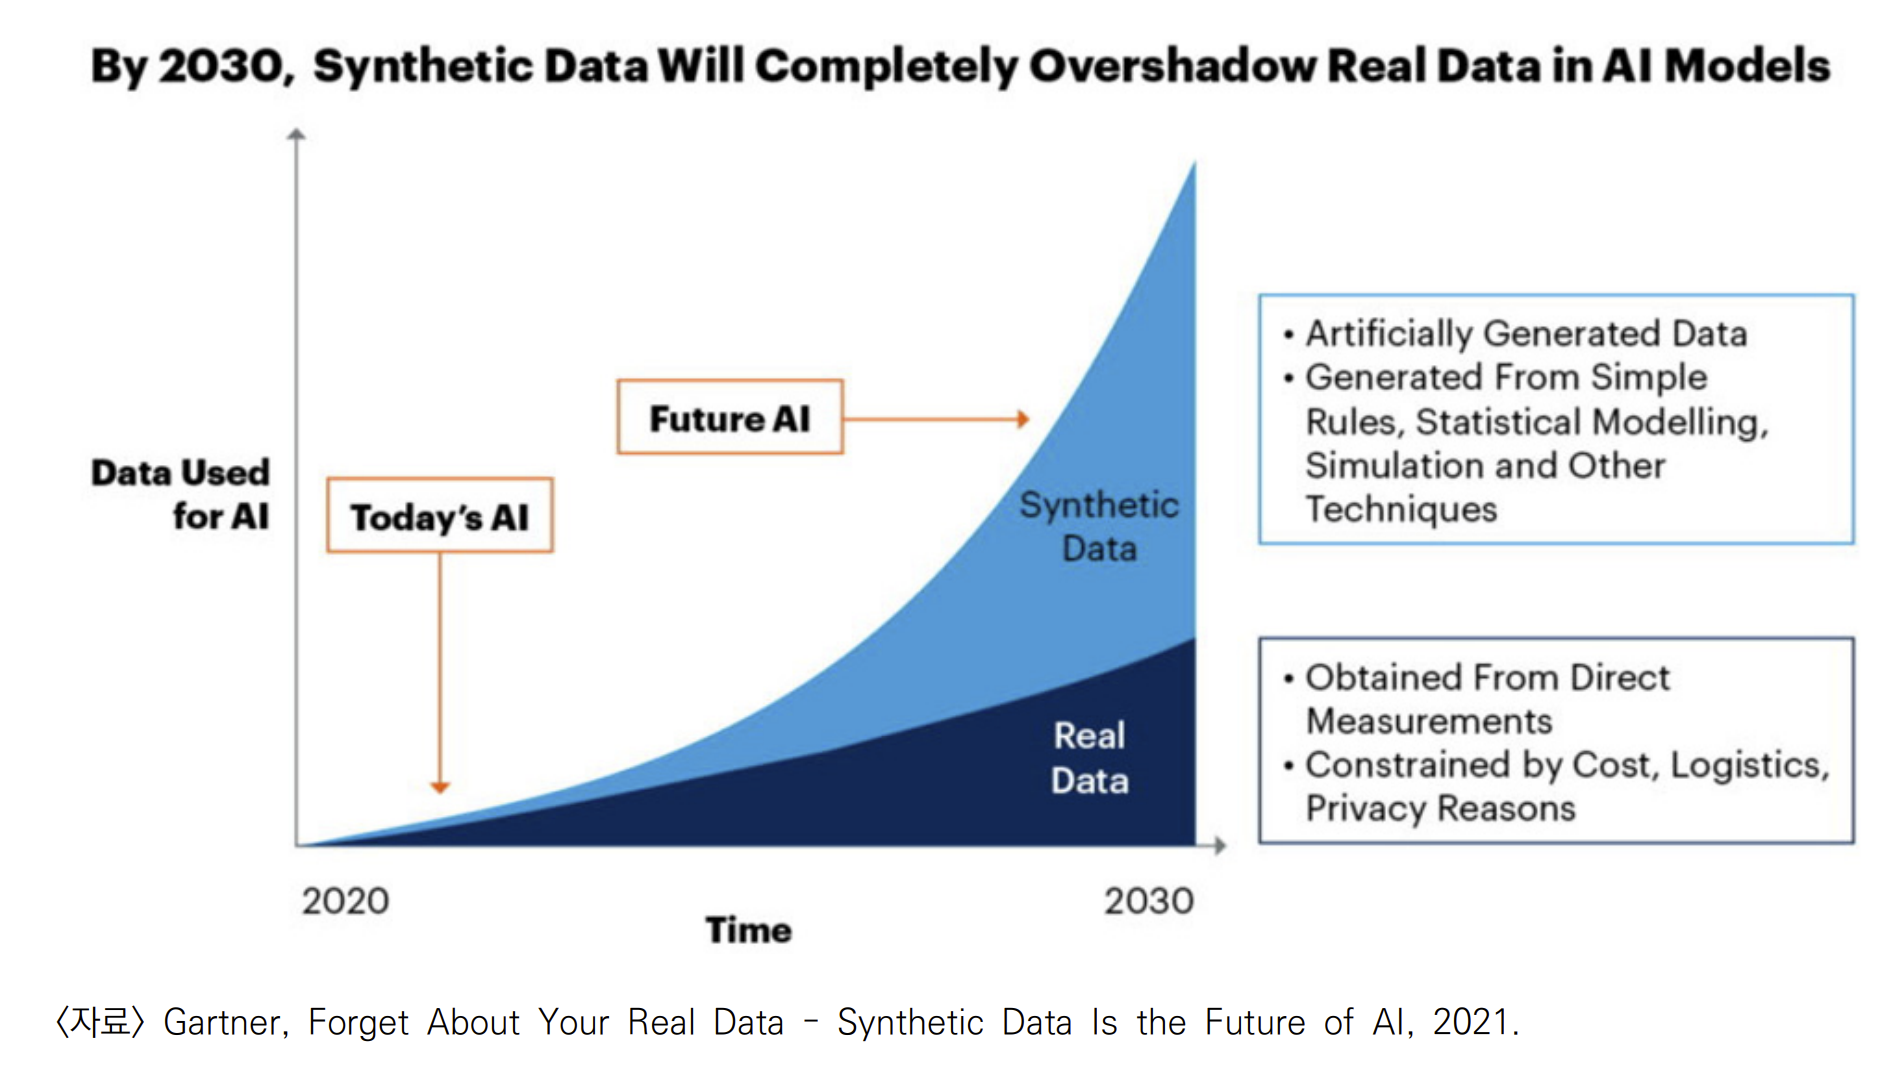 By 2030, Synthetic Data Will Completely Overshadow Real Data in AI Models
Data Used
for AI
Today's AI
Future AI
Synthetic
Data
Real
Data
• Artificially Generated Data
• Generated From Simple
Rules, Statistical Modelling,
Simulation and Other
Techniques
• Obtained From Direct
Measurements
• Constrained by Cost, Logistics,
Privacy Reasons
2020
2030
Time
〈자료〉 Gartner, Forget About Your Real Data - Synthetic Data Is the Future of AI, 2021.